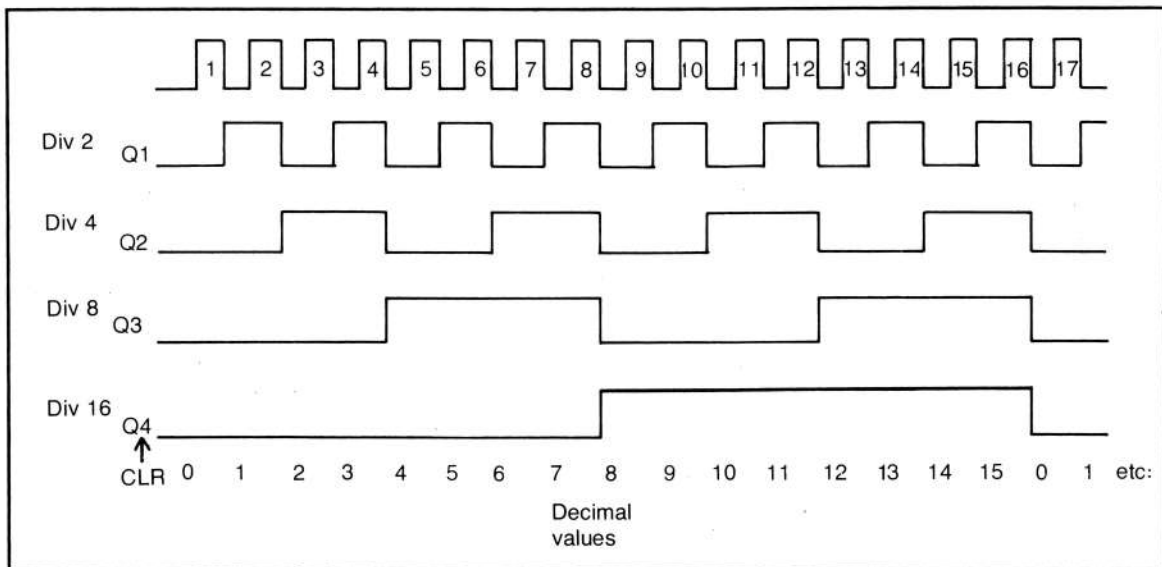 1 2 3 4 5 6 7 8 9 10 11 12 13 14 15 16 17
Div 2 Q1
Div 4 Q2
Div 8 Q3
Div 16 Q4
CLR 0 1 2 3 4 5 6 7 8 9 10 11 12 13 14 15 0 1 etc:
Decimal
values